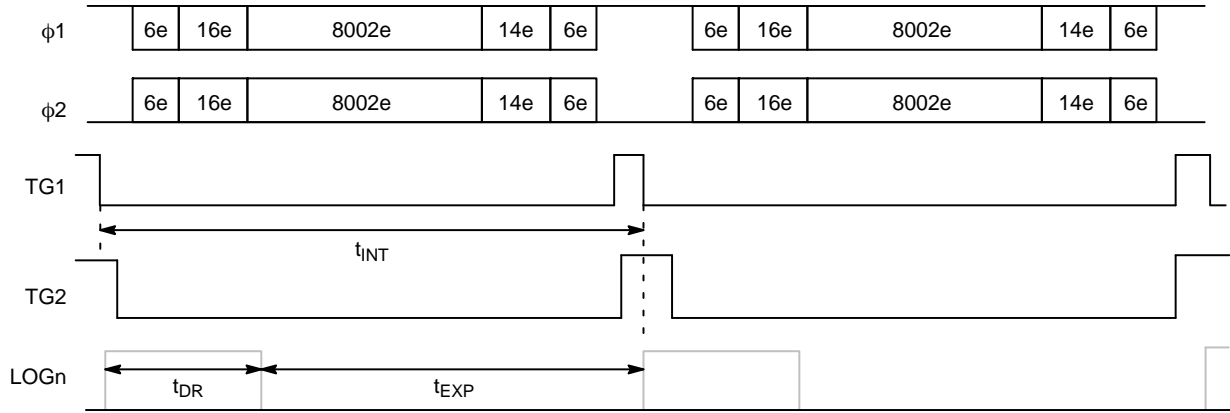 ϕ1 6e 16e 8002e 14e 6e 6e 16e 8002e 14e 6e
ϕ2 6e 16e 8002e 14e 6e 6e 16e 8002e 14e 6e
TG1
tINT
TG2
LOGn tDR tEXP